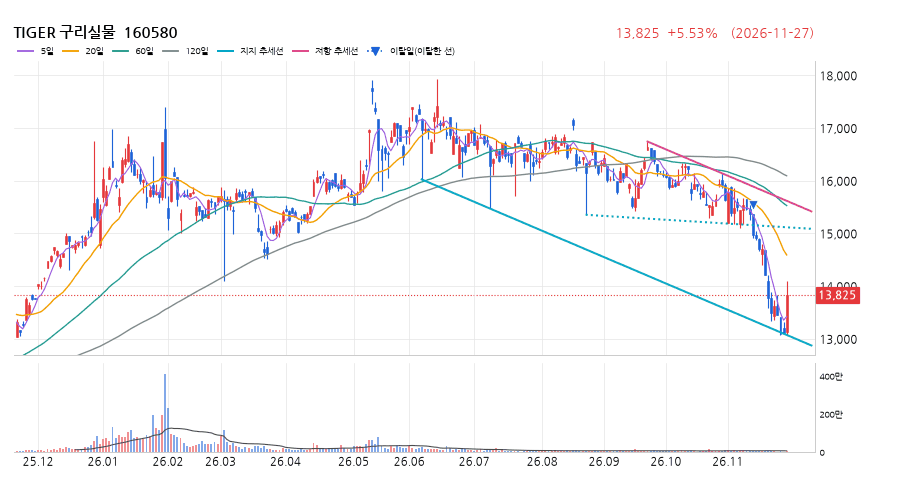 TIGER 구리실물 160580
13,825 +5.53% (2026-11-27)
5일 20일 60일 120일 지지 추세선 저항 추세선 이탈일(이탈한 선)
18,000
17,000
16,000
15,000
14,000
13,825
13,000
400만
200만
0
25.12 26.01 26.02 26.03 26.04 26.05 26.06 26.07 26.08 26.09 26.10 26.11